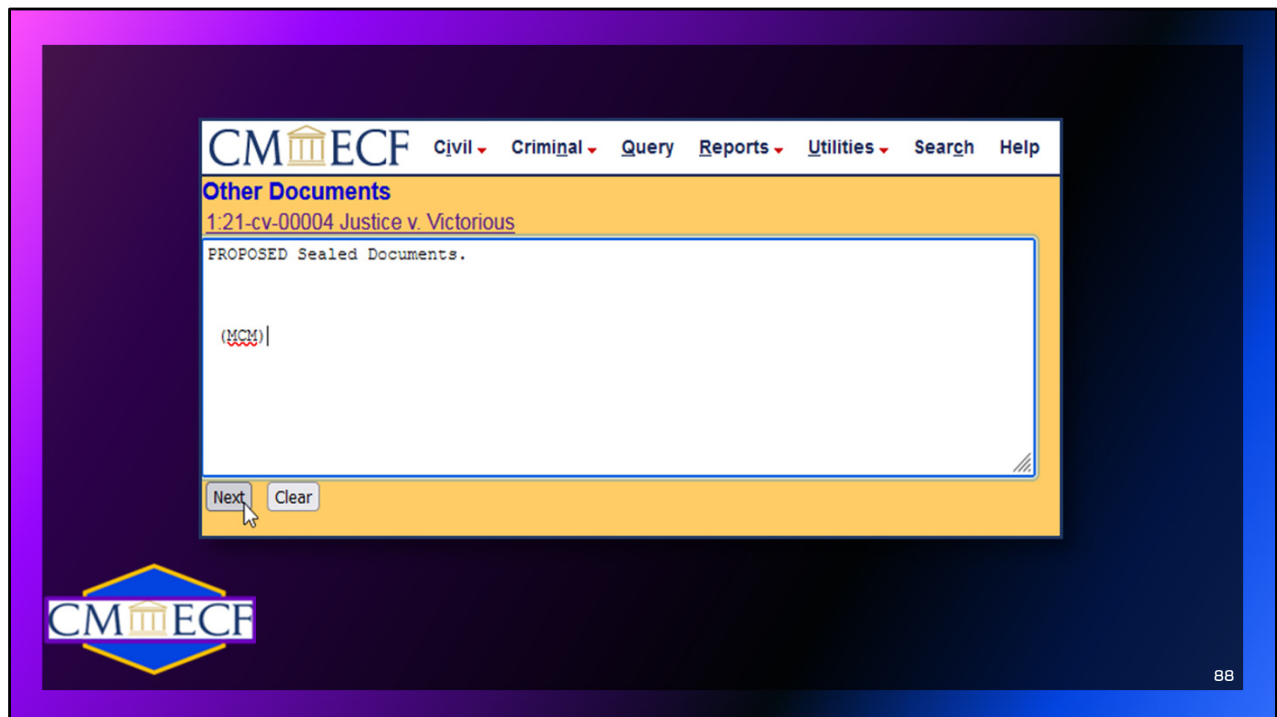 CM ECF Civil Criminal Query Reports Utilities Search Help
Other Documents
1:21-cv-00004 Justice v. Victorious
PROPOSED Sealed Documents.
(MCM)
Next Clear
CM ECF
88